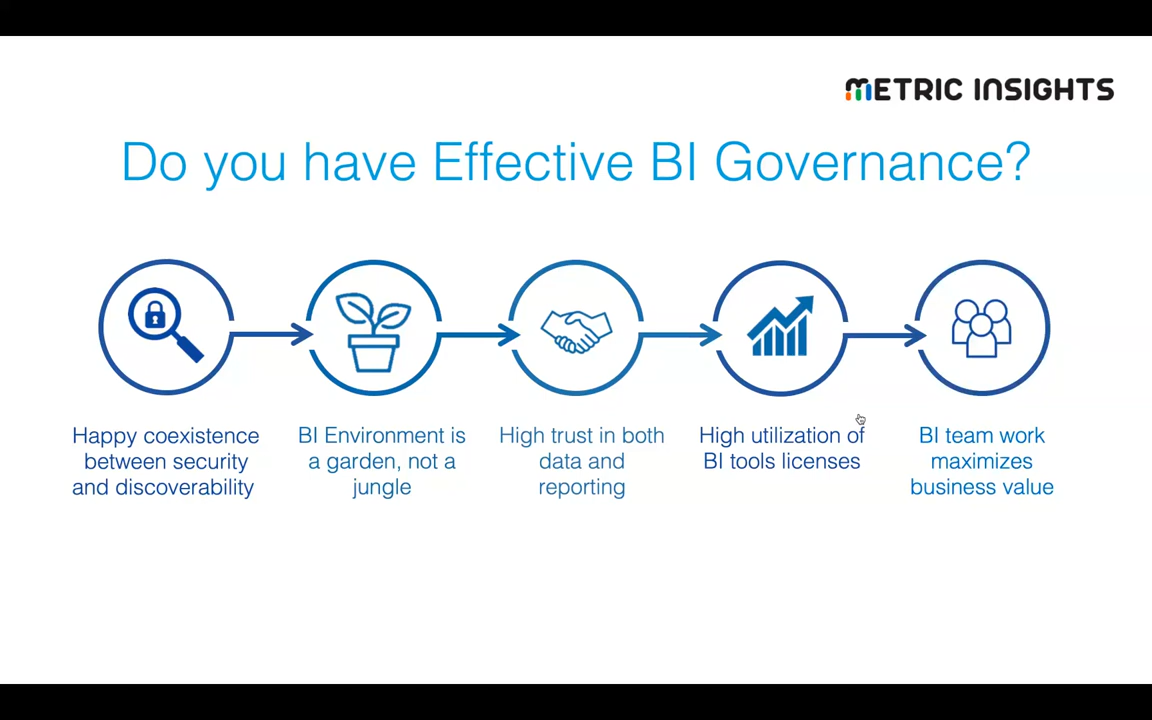 METRIC INSIGHTS
Do you have Effective BI Governance?
Happy coexistence
between security
and discoverability
BI Environment is
a garden, not a
jungle
High trust in both
data and
reporting
High utilization of
BI tools licenses
BI team work
maximizes
business value